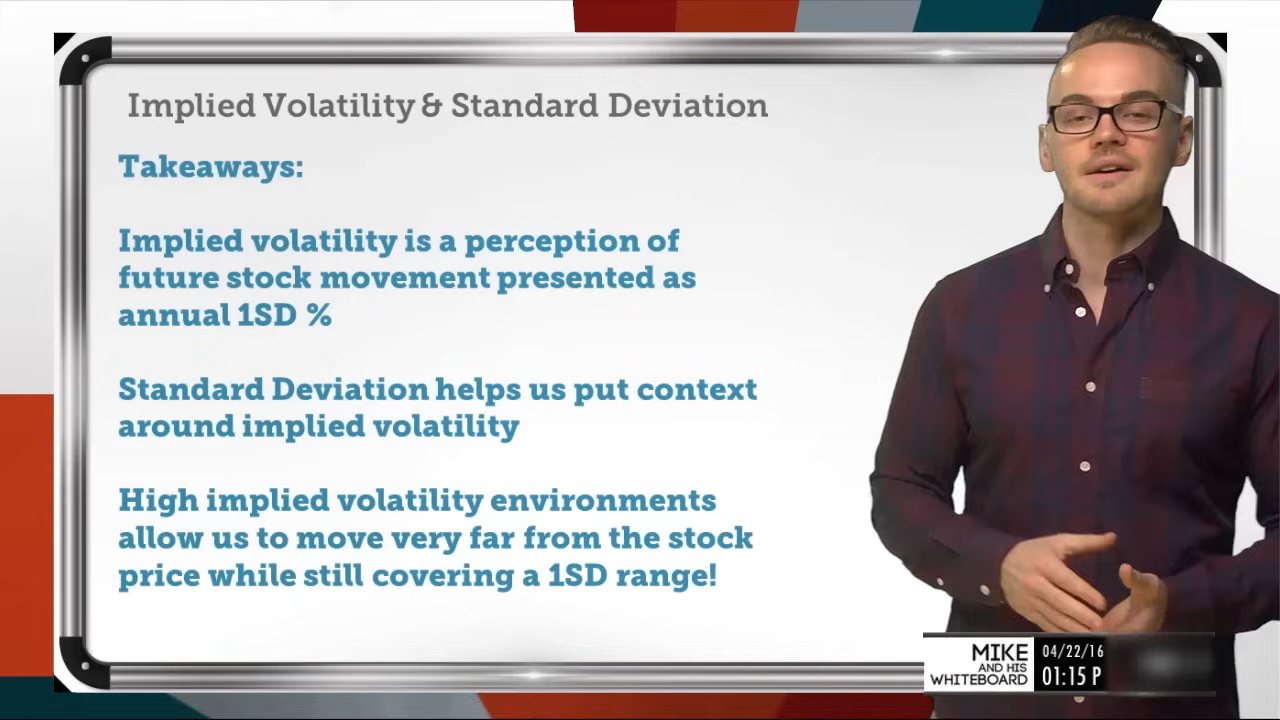 Implied Volatility & Standard Deviation
Takeaways:
Implied volatility is a perception of
future stock movement presented as
annual 1SD %
Standard Deviation helps us put context
around implied volatility
High implied volatility environments
allow us to move very far from the stock
price while still covering a 1SD range!
MIKE
AND HIS
WHITEBOARD
04/22/16
01:15 P